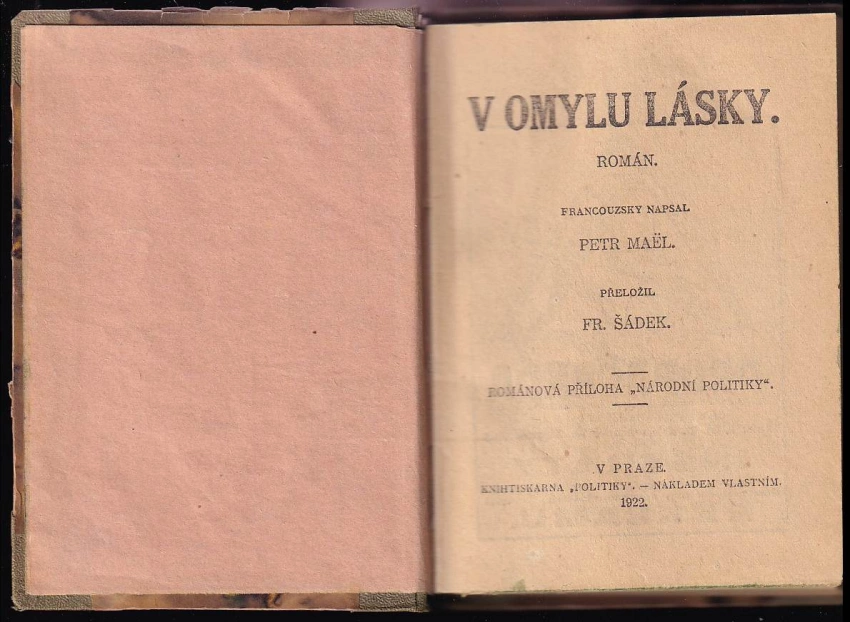 V OMYLU LÁSKY.
ROMÁN.
FRANCOUZSKY NAPSAL
PETR MAËL.
PŘELOŽIL
FR. ŠÁDEK.
ROMÁNOVÁ PŘÍLOHA „NÁRODNÍ POLITIKY“.
V PRAZE.
KNIHTISKARNA „POLITIKY“. — NÁKLADEM VLASTNÍM.
1922.